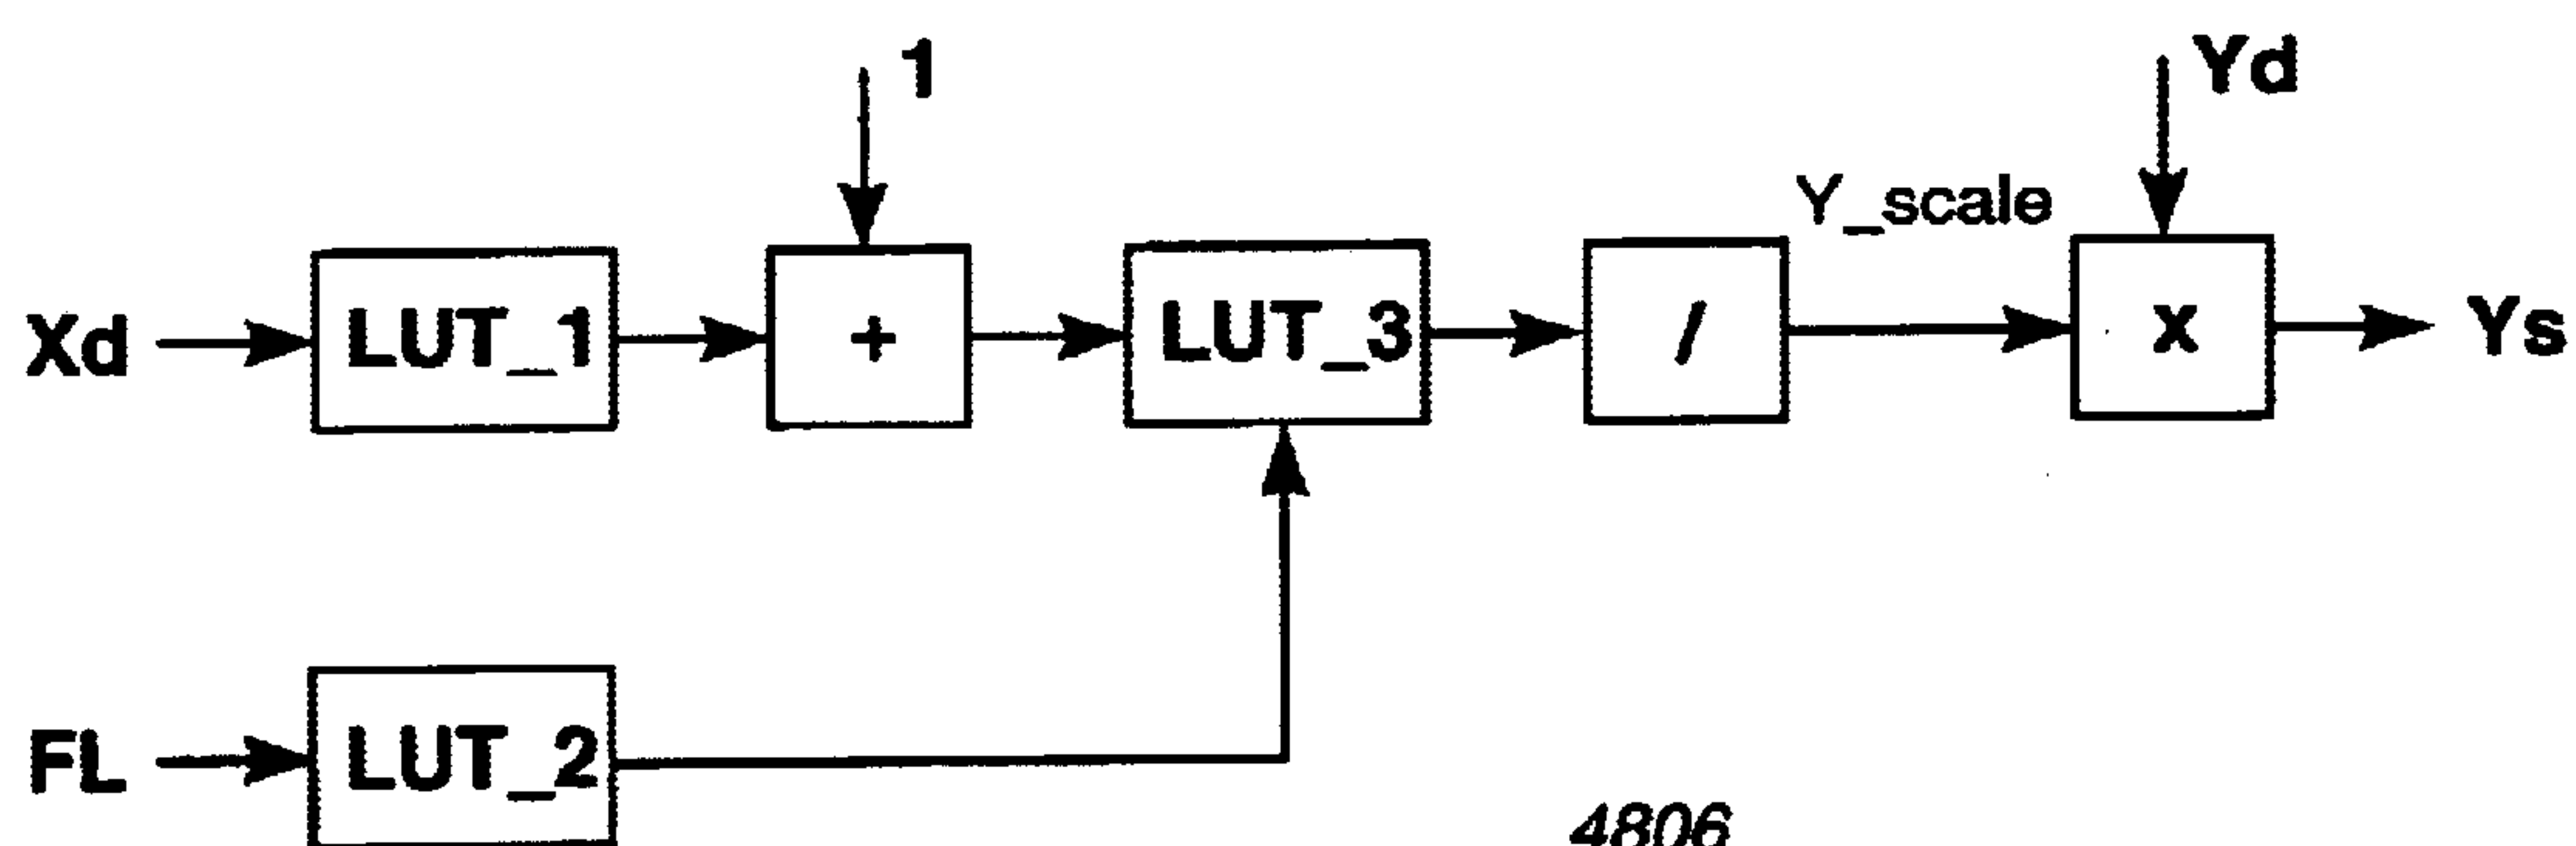 1
Yd
Y_scale
Xd
LUT_1
+
LUT_3
/
x
Ys
FL
LUT_2
4806